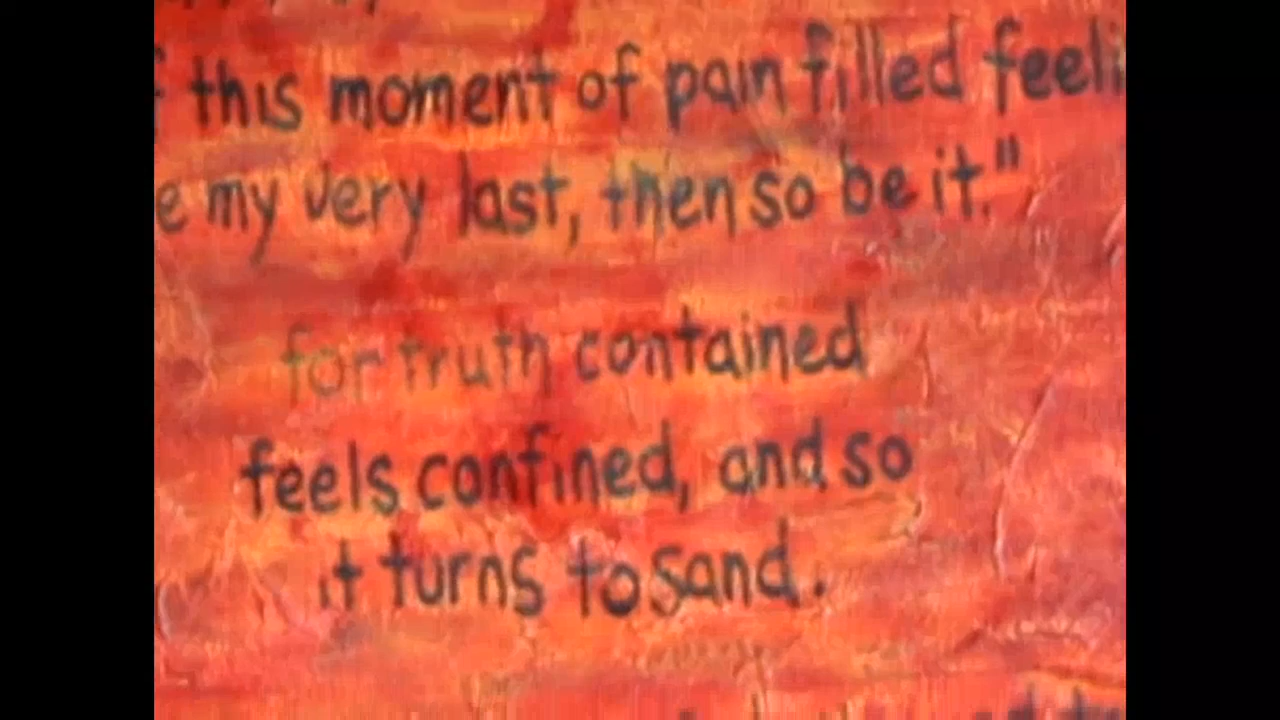 this moment of pain filled feeli
e my very last, then so be it."
for truth contained
feels confined, and so
it turns to sand.